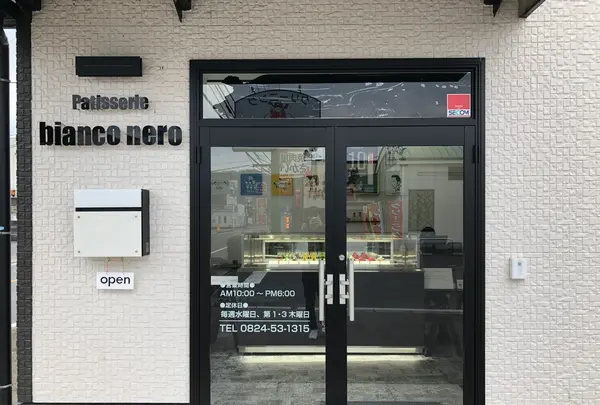 Patisserie
bianco nero
SECOM
open
●営業時間●
AM10:00 ～ PM6:00
●定休日●
毎週水曜日、第1・3木曜日
TEL 0824-53-1315